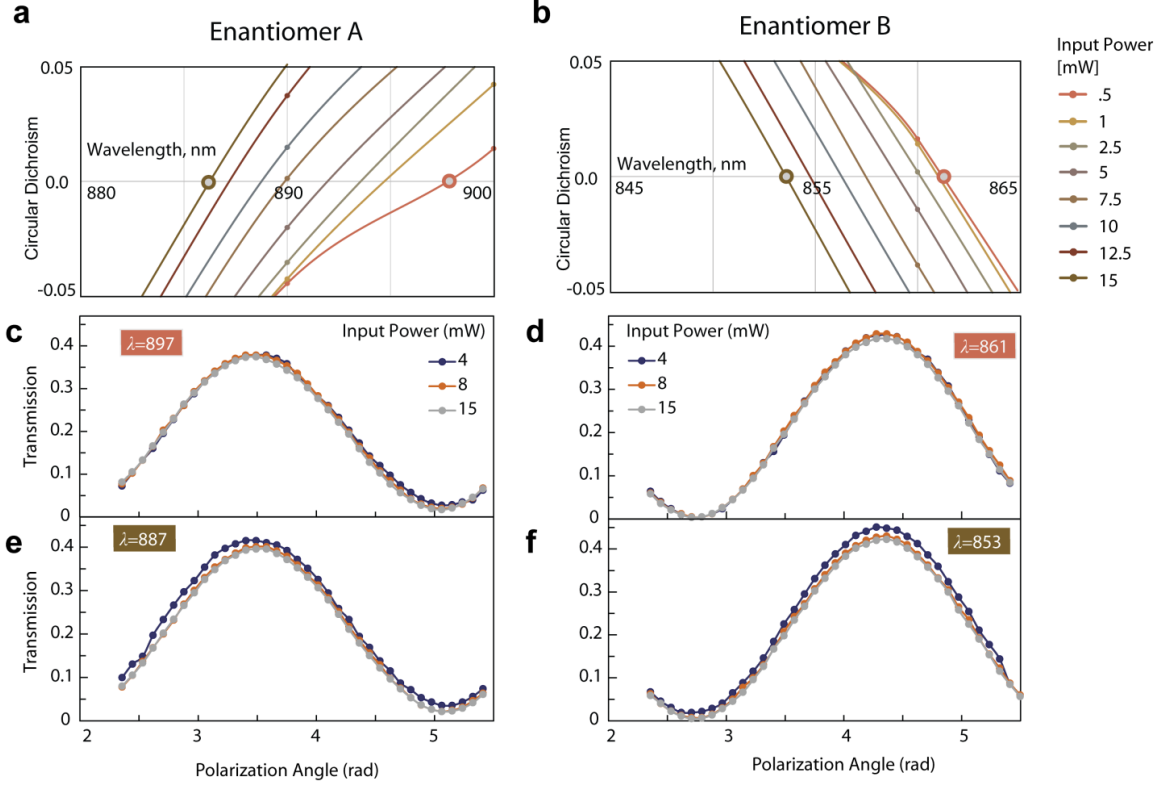 a
Enantiomer A
0.05
Circular Dichroism
Wavelength, nm
0.0
880
890
900
-0.05
b
Enantiomer B
0.05
Circular Dichroism
Wavelength, nm
0.0
845
855
865
-0.05
Input Power
[mW]
.5
1
2.5
5
7.5
10
12.5
15
c
λ=897
Input Power (mW)
4
8
15
Transmission
0.4
0.3
0.2
0.1
0
d
Input Power (mW)
4
8
15
λ=861
0.4
0.3
0.2
0.1
0
e
λ=887
Transmission
0.4
0.3
0.2
0.1
0
2
3
4
5
Polarization Angle (rad)
f
λ=853
0.4
0.3
0.2
0.1
0
2
3
4
5
Polarization Angle (rad)